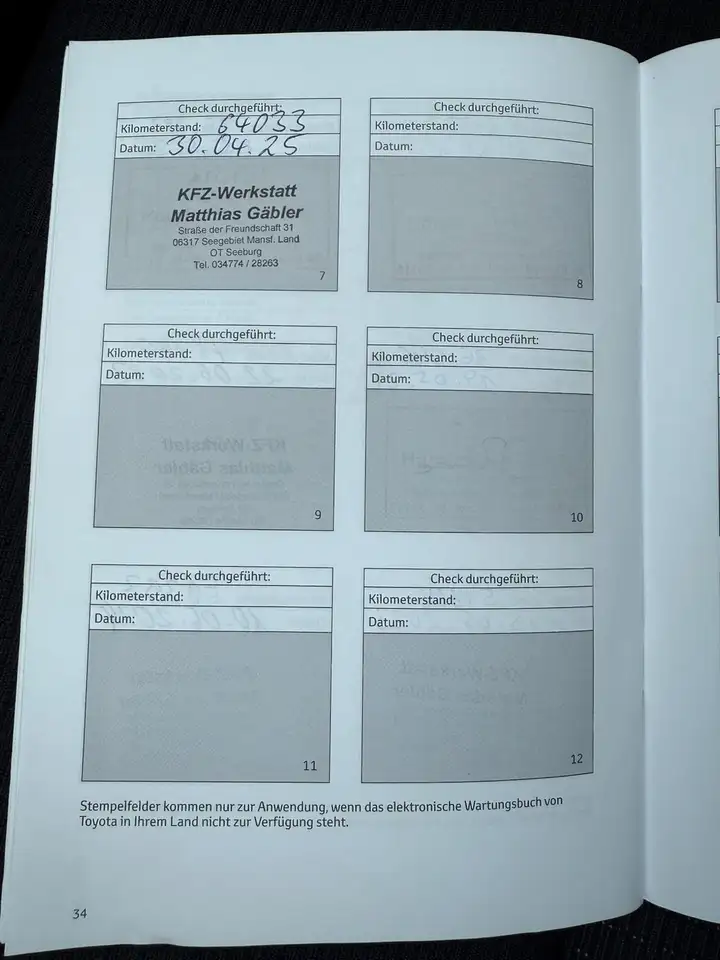 Check durchgeführt:
Kilometerstand: 64033
Datum: 30.04.25
KFZ-Werkstatt
Matthias Gäbler
Straße der Freundschaft 31
06317 Seegebiet Mansf. Land
OT Seeburg
Tel. 034774 / 28263
7
Check durchgeführt:
Kilometerstand:
Datum:
8
Check durchgeführt:
Kilometerstand:
Datum:
9
Check durchgeführt:
Kilometerstand:
Datum:
10
Check durchgeführt:
Kilometerstand:
Datum:
11
Check durchgeführt:
Kilometerstand:
Datum:
12
Stempelfelder kommen nur zur Anwendung, wenn das elektronische Wartungsbuch von
Toyota in Ihrem Land nicht zur Verfügung steht.
34